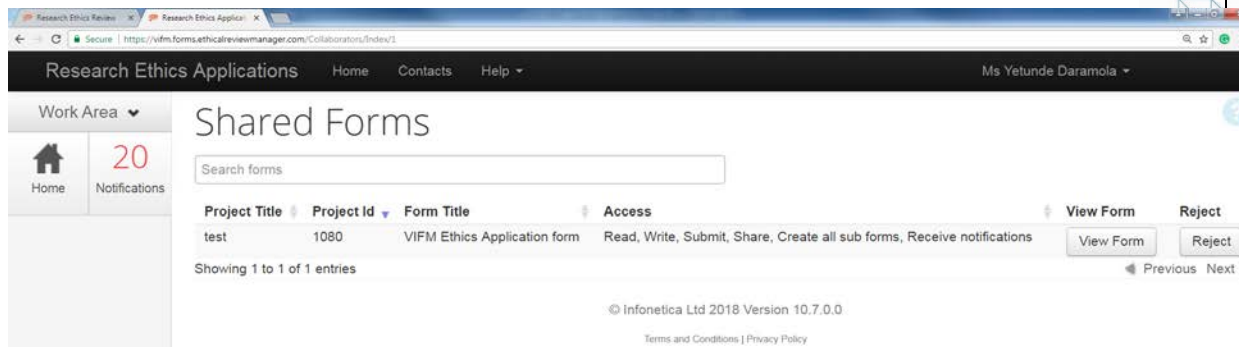 Research Ethics Review Research Ethics Applicat
Secure https://vifm.forms.ethicalreviewmanager.com/Collaborators/Index/1
Research Ethics Applications Home Contacts Help Ms Yetunde Daramola
Work Area
Shared Forms
20
Home Notifications
Search forms
Project Title Project Id Form Title Access View Form Reject
test 1080 VIFM Ethics Application form Read, Write, Submit, Share, Create all sub forms, Receive notifications View Form Reject
Showing 1 to 1 of 1 entries Previous Next
© Infonetica Ltd 2018 Version 10.7.0.0
Terms and Conditions | Privacy Policy